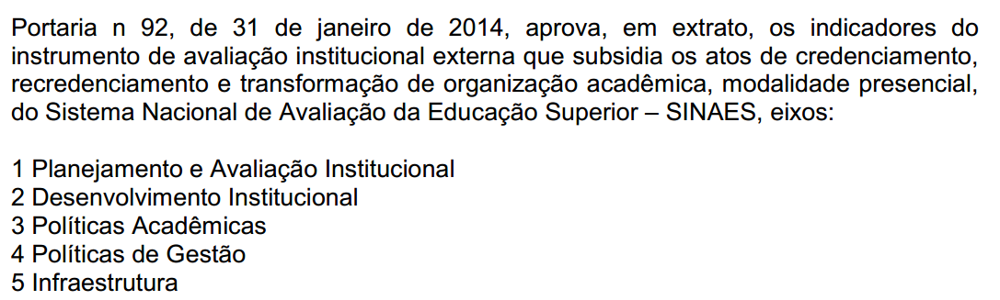 Portaria n 92, de 31 de janeiro de 2014, aprova, em extrato, os indicadores do
instrumento de avaliação institucional externa que subsidia os atos de credenciamento,
recredenciamento e transformação de organização acadêmica, modalidade presencial,
do Sistema Nacional de Avaliação da Educação Superior – SINAES, eixos:
1 Planejamento e Avaliação Institucional
2 Desenvolvimento Institucional
3 Políticas Acadêmicas
4 Políticas de Gestão
5 Infraestrutura